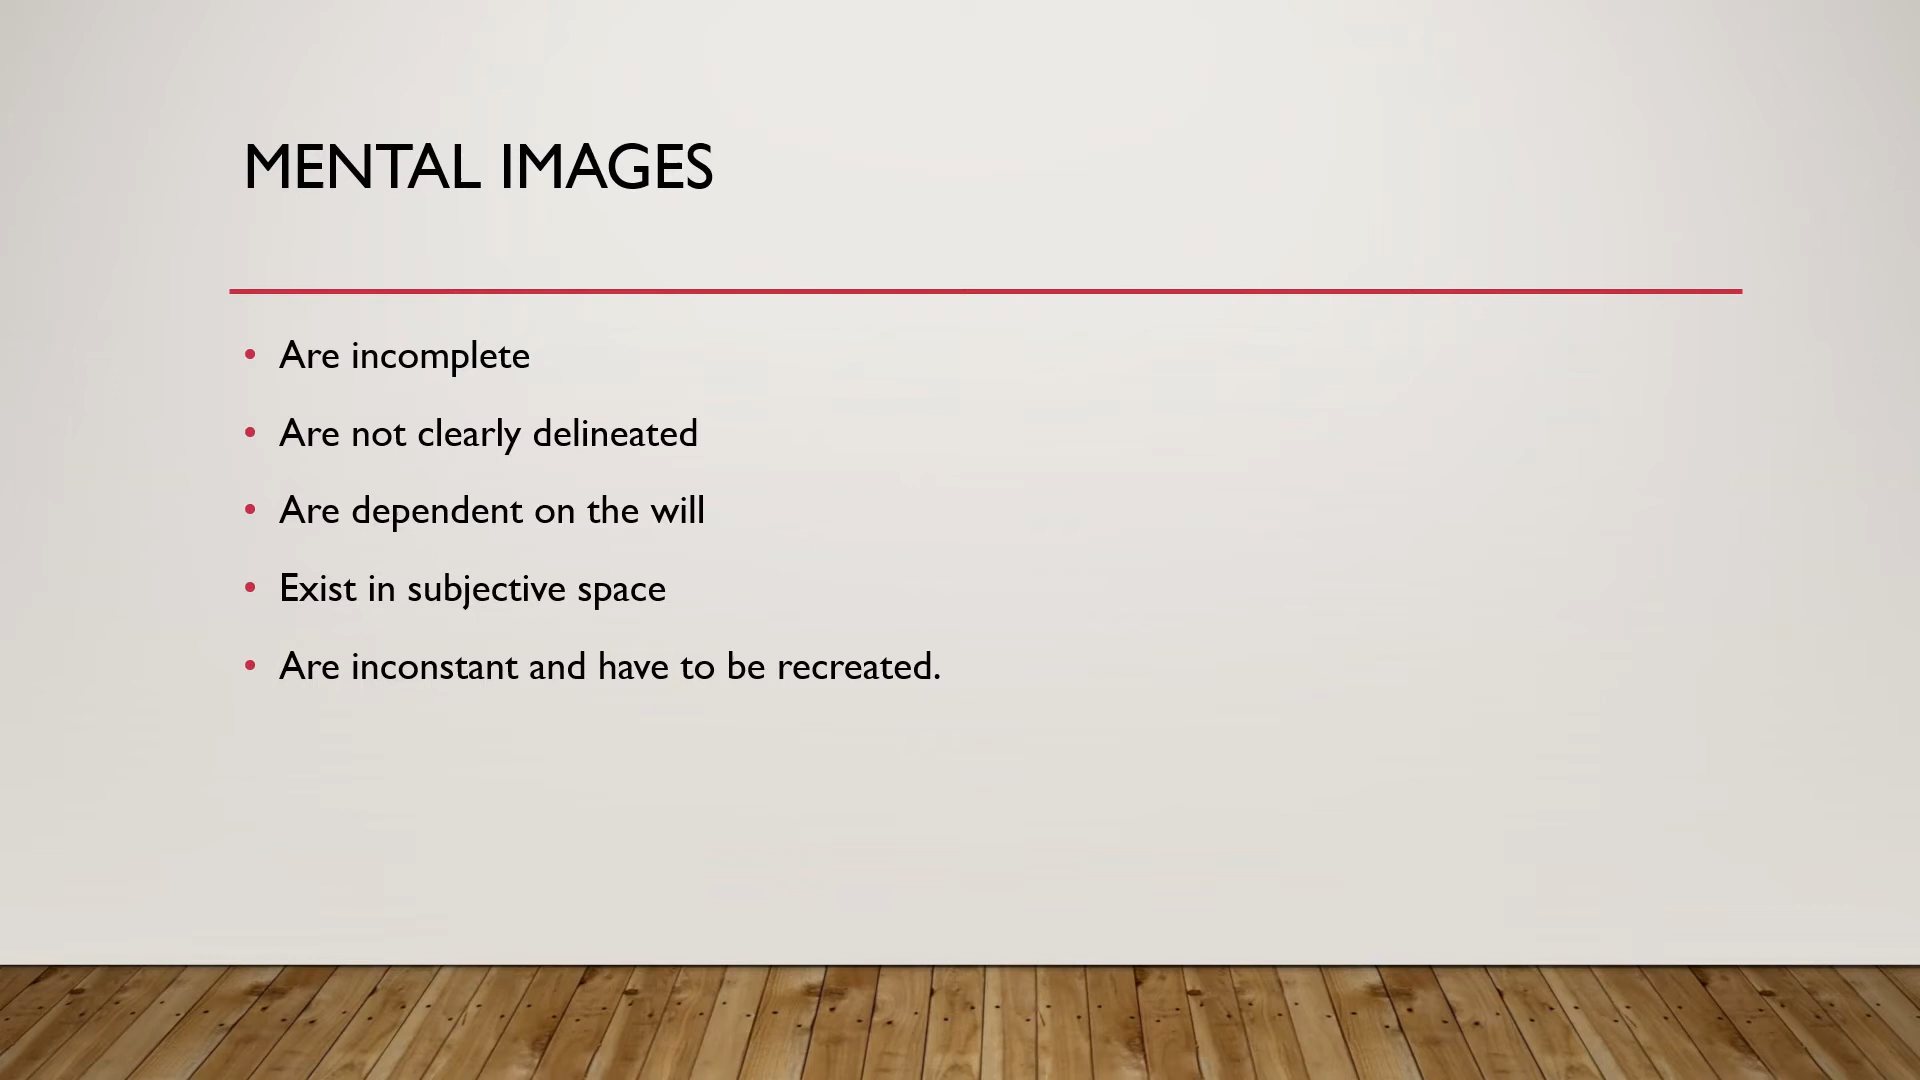 MENTAL IMAGES
• Are incomplete
• Are not clearly delineated
• Are dependent on the will
• Exist in subjective space
• Are inconstant and have to be recreated.